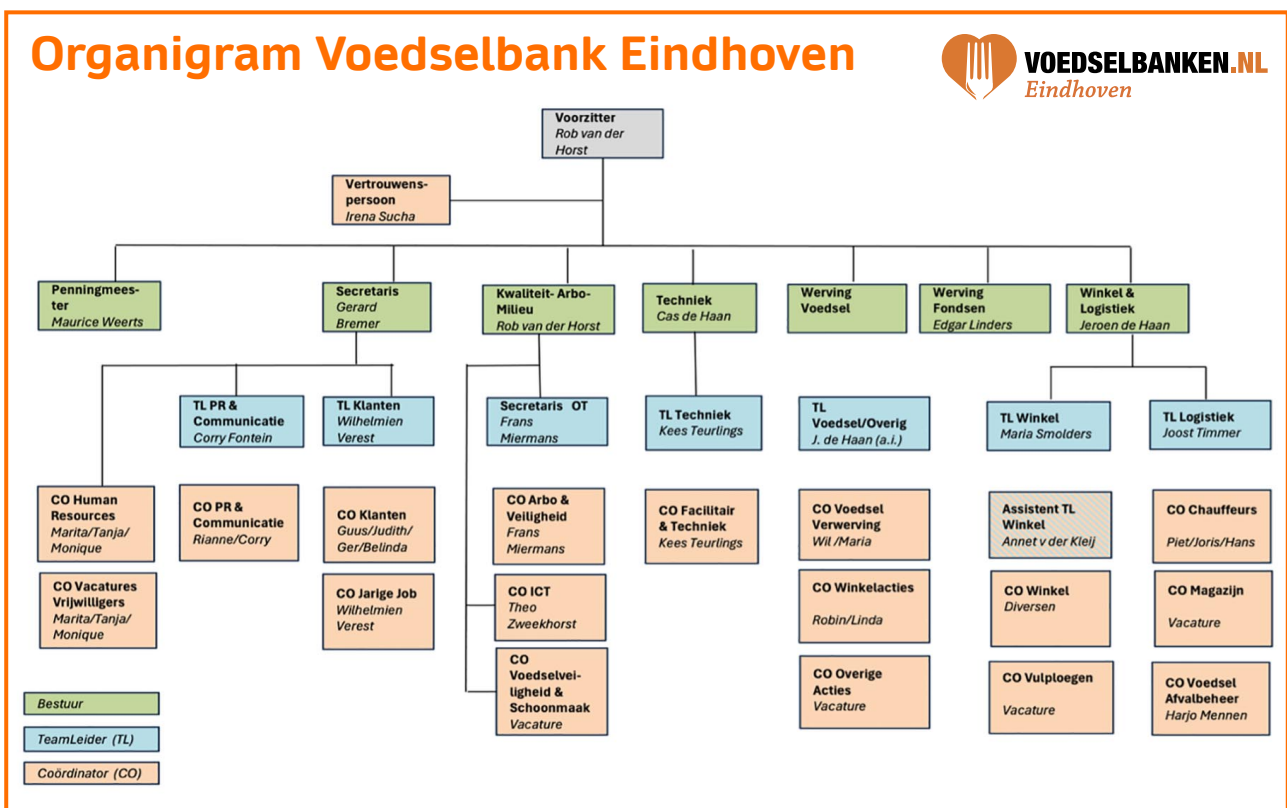 Organigram Voedselbank Eindhoven
VOEDSELBANKEN.NL
Eindhoven
Voorzitter
Rob van der
Horst
Vertrouwens-
persoon
Irena Sucha
Penningmees-
ter
Maurice Weerts
Secretaris
Gerard
Bremer
Kwaliteit- Arbo-
Milieu
Rob van der Horst
Techniek
Cas de Haan
Werving
Voedsel
Werving
Fondsen
Edgar Linders
Winkel &
Logistiek
Jeroen de Haan
TL PR &
Communicatie
Corry Fontein
TL Klanten
Wilhelmien
Verest
Secretaris OT
Frans
Miermans
TL Techniek
Kees Teurlings
TL
Voedsel/Overig
J. de Haan (a.i.)
TL Winkel
Maria Smolders
TL Logistiek
Joost Timmer
CO Human
Resources
Marita/Tanja/
Monique
CO PR &
Communicatie
Rianne/Corry
CO Klanten
Guus/Judith/
Ger/Belinda
CO Arbo &
Veiligheid
Frans
Miermans
CO Facilitair
& Techniek
Kees Teurlings
CO Voedsel
Verwerving
Wil /Maria
Assistent TL
Winkel
Annet v der Kleij
CO Chauffeurs
Piet/Joris/Hans
CO Vacatures
Vrijwilligers
Marita/Tanja/
Monique
CO Jarige Job
Wilhelmien
Verest
CO ICT
Theo
Zweekhorst
CO Winkelacties
Robin/Linda
CO Winkel
Diversen
CO Magazijn
Vacature
CO
Voedselvei-
ligheid &
Schoonmaak
Vacature
CO Overige
Acties
Vacature
CO Vulploegen
Vacature
CO Voedsel
Afvalbeheer
Harjo Mennen
Bestuur
TeamLeider (TL)
Coördinator (CO)